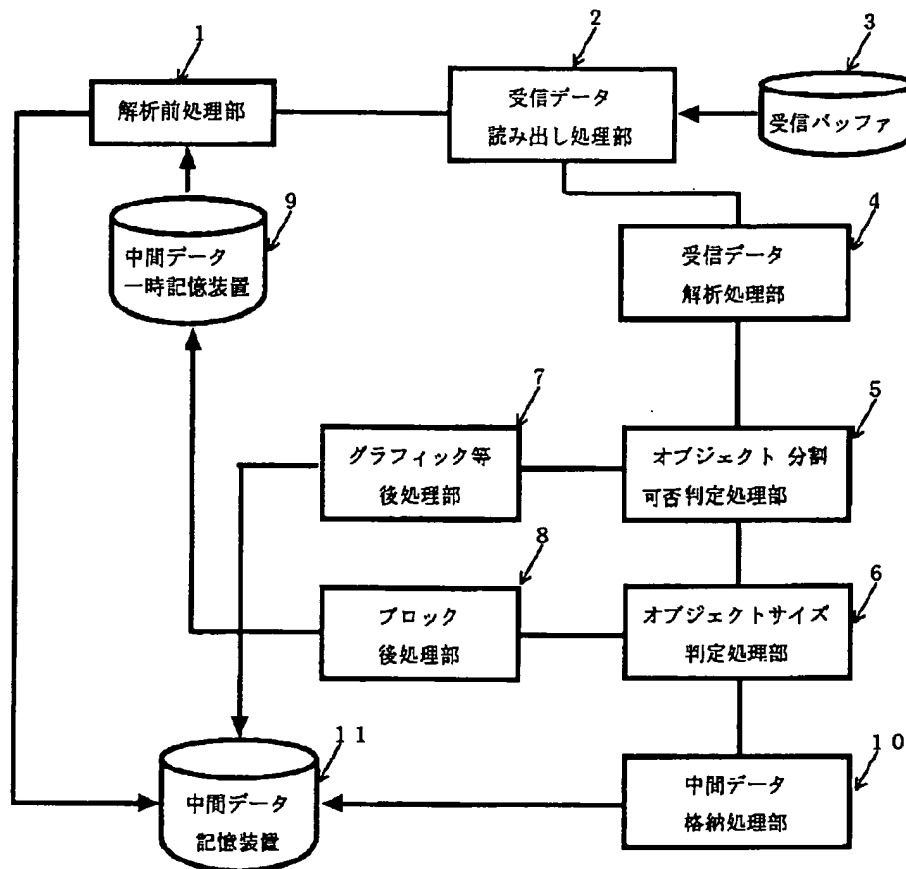 1
2
3
解析前処理部
受信データ
読み出し処理部
受信バッファ
9
4
中間データ
一時記憶装置
受信データ
解析処理部
7
5
グラフィック等
後処理部
オブジェクト 分割
可否判定処理部
8
6
ブロック
後処理部
オブジェクトサイズ
判定処理部
11
10
中間データ
記憶装置
中間データ
格納処理部